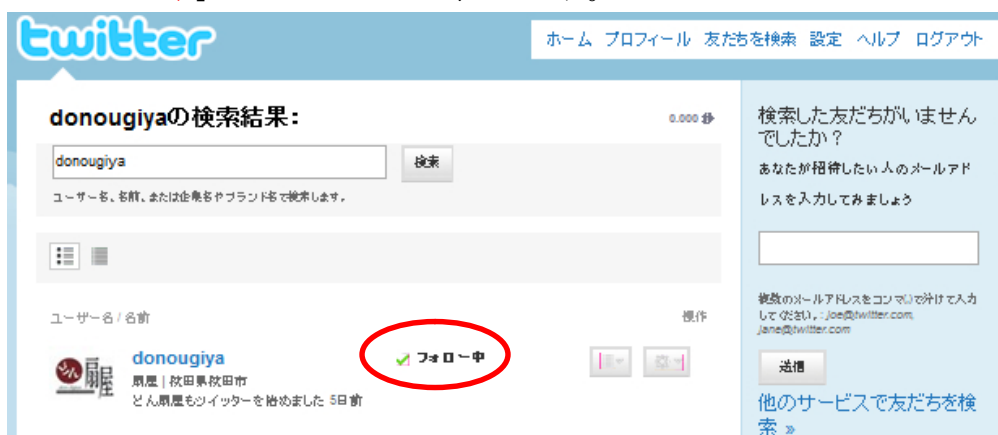 twitter
ホーム プロフィール 友だちを検索 設定 ヘルプ ログアウト
donougiyaの検索結果:
0.000 秒
donougiya
検索
ユーザー名、名前、または企業名やブランド名で検索します。
ユーザー名 / 名前
操作
donougiya
フォロー中
扇屋 | 秋田県秋田市
どん扇屋もツイッターを始めました 5日前
検索した友だちがいません
でしたか?
あなたが招待したい人のメールアド
レスを入力してみましょう
複数のメールアドレスをコンマ(,)で分けて入力
してください。: joe@twitter.com,
jane@twitter.com
送信
他のサービスで友だちを検
索 »